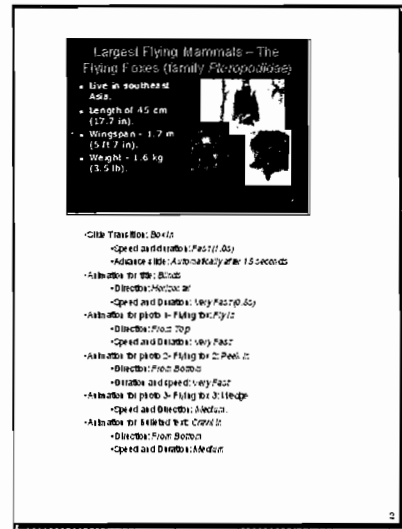 Largest Flying Mammals – The
Flying Foxes (family Pteropodidae)
• Live in southeast
Asia.
• Length of 45 cm
(17.7 in).
• Wingspan - 1.7 m
(5 ft 7 in).
• Weight - 1.6 kg
(3.5 lb).
•Slide Transition: Box In
•Speed and duration: Fast (1.0s)
•Advance slide: Automatically after 15 seconds
•Animation for title: Blinds
•Direction: Horizontal
•Speed and Duration: Very Fast (0.5s)
•Animation for photo 1- Flying fox: Fly In
•Direction: From Top
•Speed and Duration: Very Fast
•Animation for photo 2- Flying fox 2: Peek In
•Direction: From Bottom
•Duration and speed: Very Fast
•Animation for photo 3- Flying fox 3: Wedge
•Speed and Direction: Medium.
•Animation for Bulleted text: Crawl In
•Direction: From Bottom
•Speed and Duration: Medium